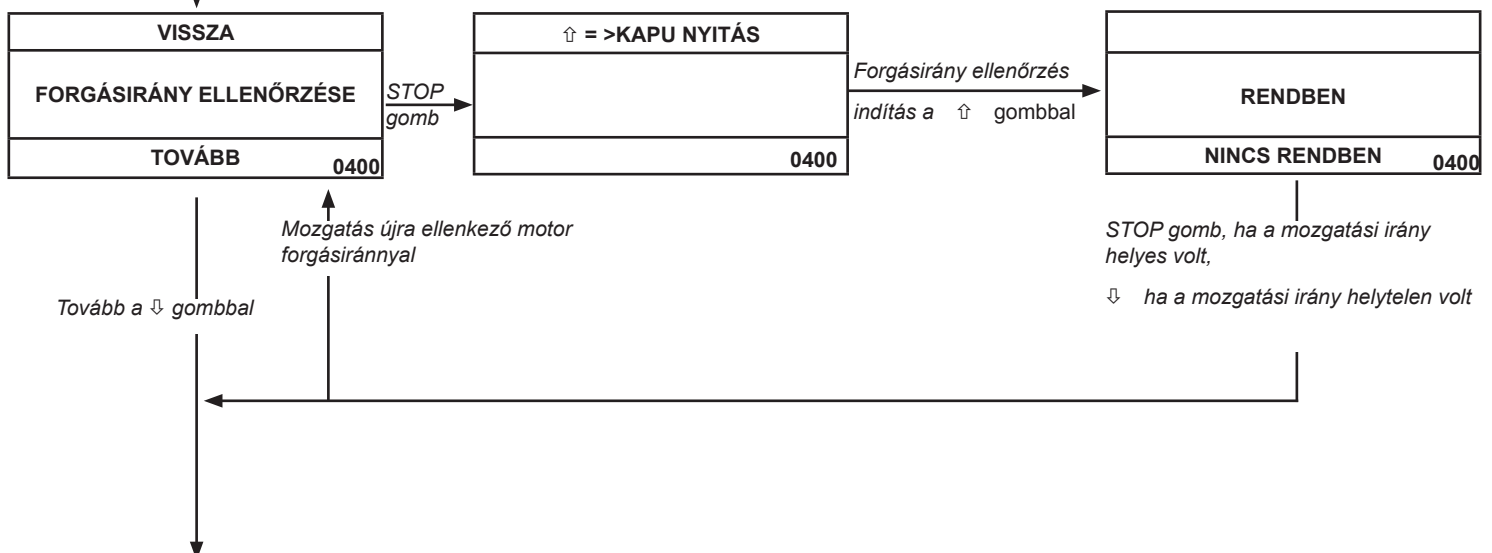 VISSZA
FORGÁSIRÁNY ELLENŐRZÉSE
TOVÁBB
0400
STOP
gomb
⇧ = >KAPU NYITÁS
0400
Forgásirány ellenőrzés
indítás a ⇧ gombbal
RENDBEN
NINCS RENDBEN
0400
Mozgatás újra ellenkező motor
forgásiránnyal
STOP gomb, ha a mozgatási irány
helyes volt,
⇩ ha a mozgatási irány helytelen volt
Tovább a ⇩ gombbal